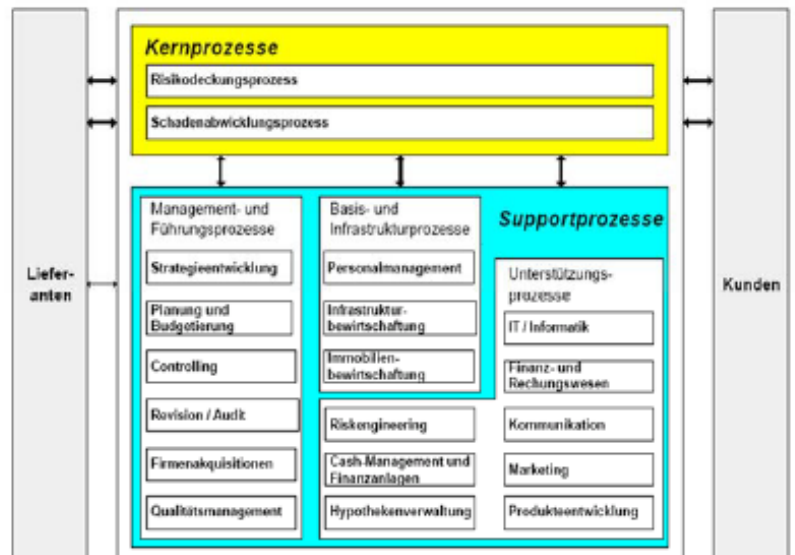 Kernprozesse
Risikodeckungsprozess
Schadenabwicklungsprozess
Liefer-
anten
Kunden
Supportprozesse
Management- und
Führungsprozesse
Strategieentwicklung
Planung und
Budgetierung
Controlling
Revision / Audit
Firmenakquisitionen
Qualitätsmanagement
Basis- und
Infrastrukturprozesse
Personalmanagement
Infrastruktur-
bewirtschaftung
Immobilien-
bewirtschaftung
Unterstützungs-
prozesse
IT / Informatik
Finanz- und
Rechungswesen
Riskengineering
Kommunikation
Cash-Management und
Finanzanlagen
Marketing
Hypothekenverwaltung
Produkteentwicklung